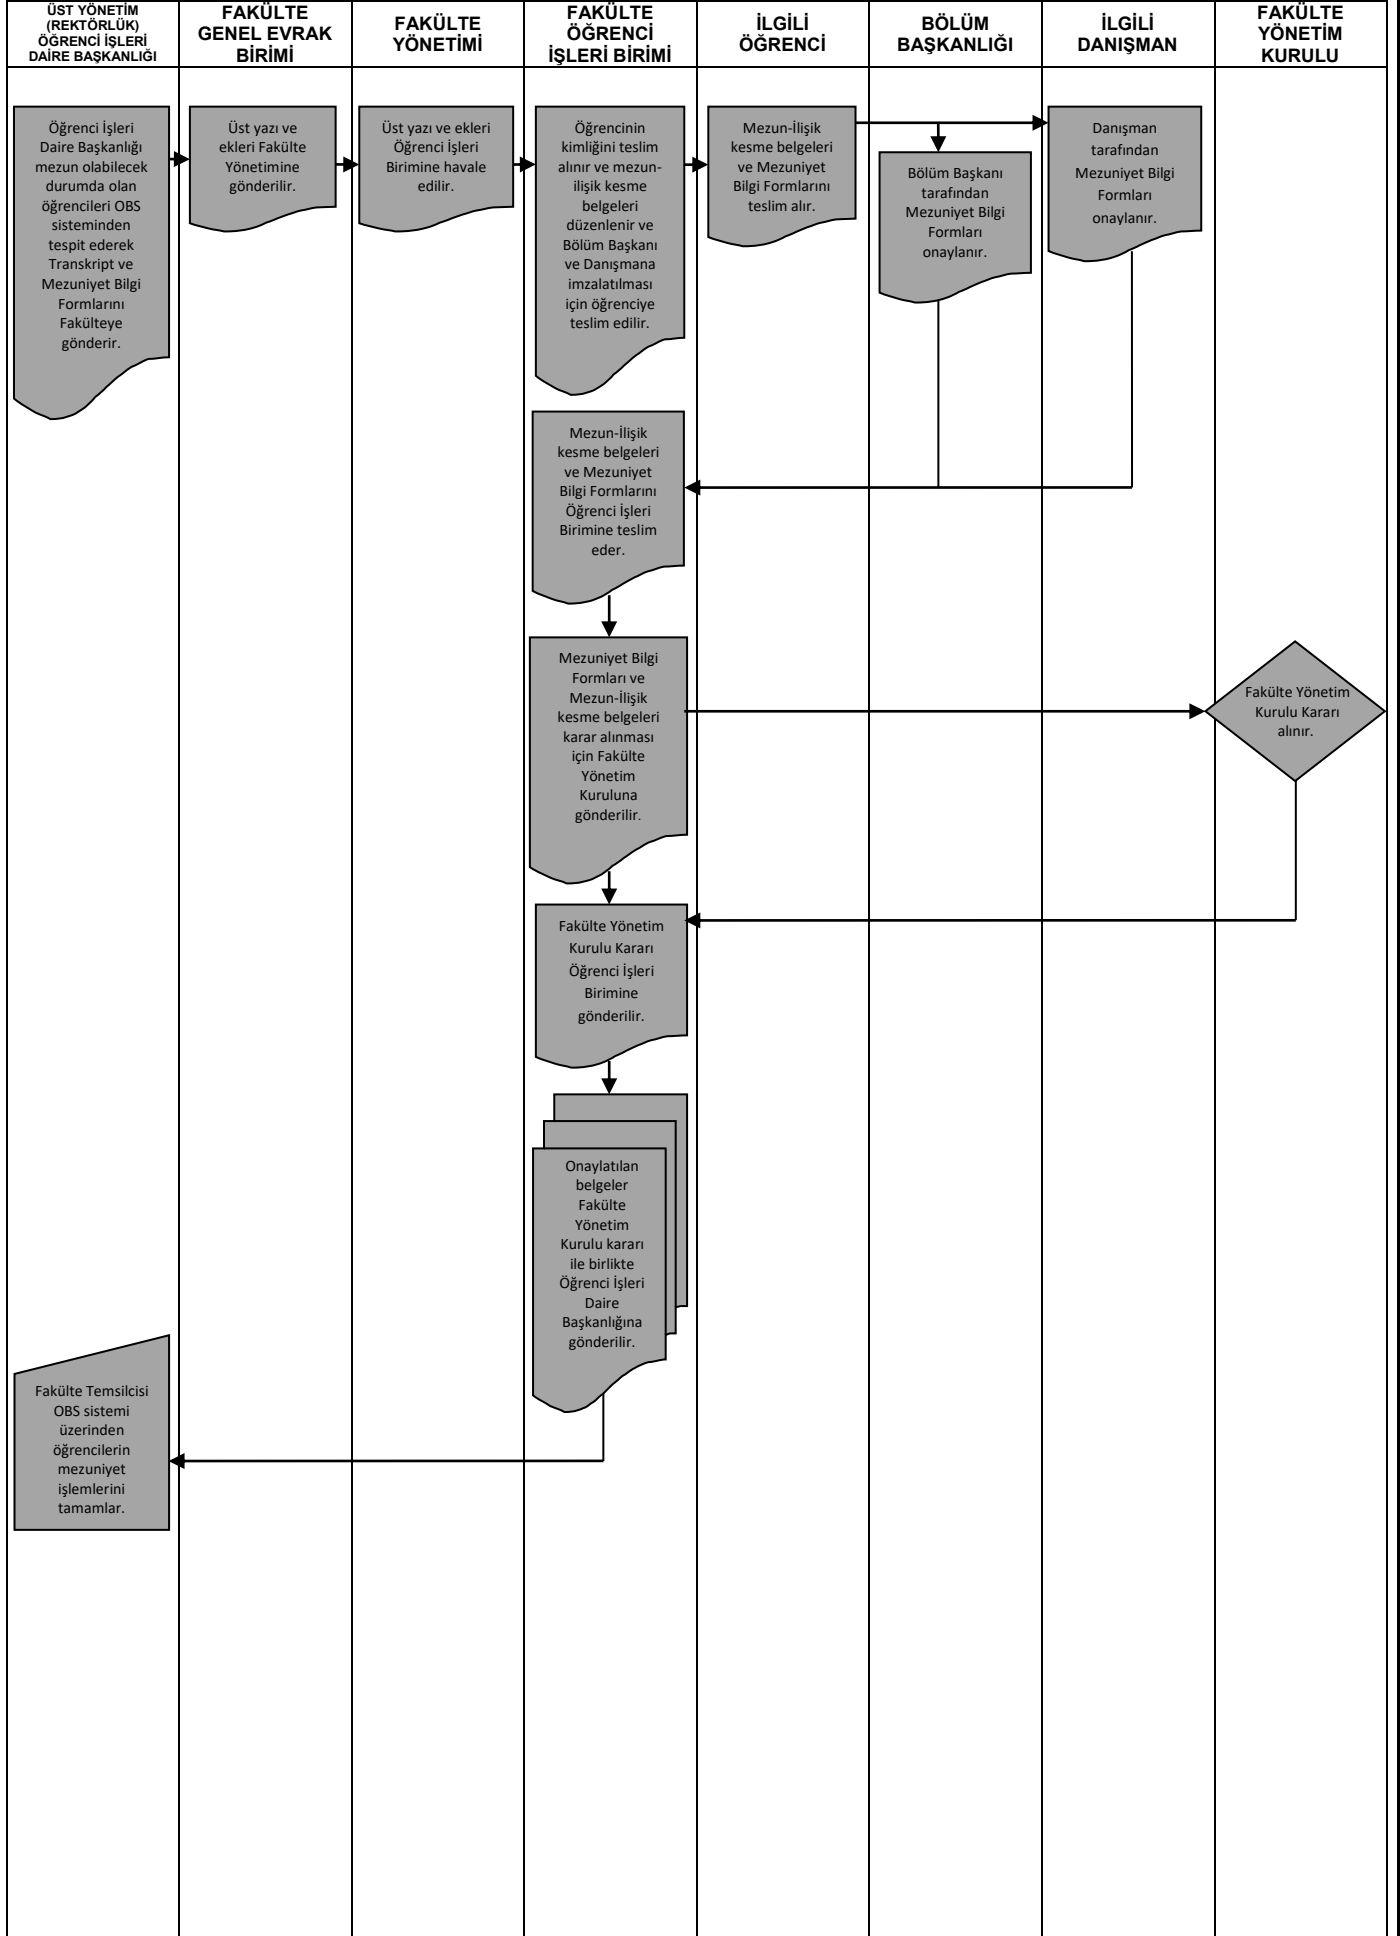 ÜST YÖNETİM
(REKTÖRLÜK)
ÖĞRENCİ İŞLERİ
DAİRE BAŞKANLIĞI
FAKÜLTE
GENEL EVRAK
BİRİMİ
FAKÜLTE
YÖNETİMİ
FAKÜLTE
ÖĞRENCİ
İŞLERİ BİRİMİ
İLGİLİ
ÖĞRENCİ
BÖLÜM
BAŞKANLIĞI
İLGİLİ
DANIŞMAN
FAKÜLTE
YÖNETİM
KURULU
Öğrenci İşleri
Daire Başkanlığı
mezun olabilecek
durumda olan
öğrencileri OBS
sisteminden
tespit ederek
Transkript ve
Mezuniyet Bilgi
Formlarını
Fakülteye
gönderir.
Üst yazı ve
ekleri Fakülte
Yönetimine
gönderilir.
Üst yazı ve ekleri
Öğrenci İşleri
Birimine havale
edilir.
Öğrencinin
kimliğini teslim
alınır ve mezun-
ilişik kesme
belgeleri
düzenlenir ve
Bölüm Başkanı
ve Danışmana
imzalatılması
için öğrenciye
teslim edilir.
Mezun-İlişik
kesme belgeleri
ve Mezuniyet
Bilgi Formlarını
teslim alır.
Bölüm Başkanı
tarafından
Mezuniyet Bilgi
Formları
onaylanır.
Danışman
tarafından
Mezuniyet Bilgi
Formları
onaylanır.
Mezun-İlişik
kesme belgeleri
ve Mezuniyet
Bilgi Formlarını
Öğrenci İşleri
Birimine teslim
eder.
Mezuniyet Bilgi
Formları ve
Mezun-İlişik
kesme belgeleri
karar alınması
için Fakülte
Yönetim
Kuruluna
gönderilir.
Fakülte Yönetim
Kurulu Kararı
alınır.
Fakülte Yönetim
Kurulu Kararı
Öğrenci İşleri
Birimine
gönderilir.
Onaylatılan
belgeler
Fakülte
Yönetim
Kurulu kararı
ile birlikte
Öğrenci İşleri
Daire
Başkanlığına
gönderilir.
Fakülte Temsilcisi
OBS sistemi
üzerinden
öğrencilerin
mezuniyet
işlemlerini
tamamlar.